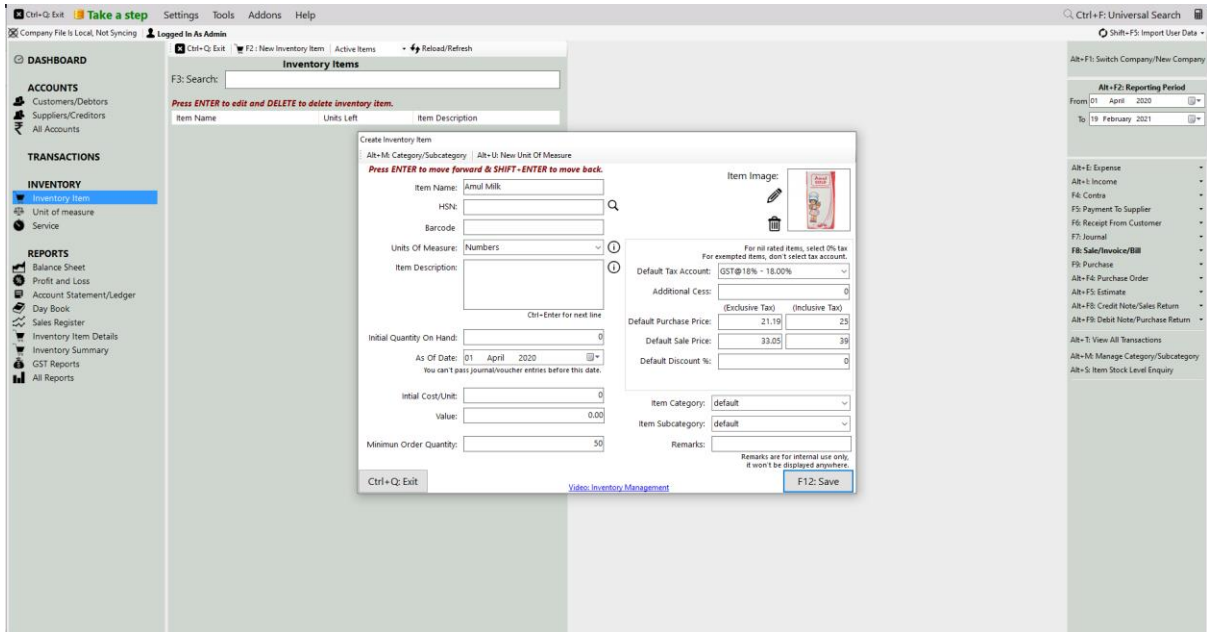 Ctrl+Q: Exit Take a step Settings Tools Addons Help Ctrl+F: Universal Search
Company File Is Local, Not Syncing Logged In As Admin Shift+F5: Import User Data
Ctrl+Q: Exit F2 : New Inventory Item Active Items Reload/Refresh
Inventory Items
F3: Search:
Press ENTER to edit and DELETE to delete inventory item.
Item Name Units Left Item Description
DASHBOARD
ACCOUNTS
Customers/Debtors
Suppliers/Creditors
All Accounts
TRANSACTIONS
INVENTORY
Inventory Item
Unit of measure
Service
REPORTS
Balance Sheet
Profit and Loss
Account Statement/Ledger
Day Book
Sales Register
Inventory Item Details
Inventory Summary
GST Reports
All Reports
Create Inventory Item
Alt+M: Category/Subcategory Alt+U: New Unit Of Measure
Press ENTER to move forward & SHIFT+ENTER to move back.
Item Name: Amul Milk
HSN:
Barcode
Units Of Measure: Numbers
Item Description:
Ctrl+Enter for next line
Initial Quantity On Hand: 0
As Of Date: 01 April 2020
You can't pass journal/voucher entries before this date.
Intial Cost/Unit: 0
Value: 0.00
Minimun Order Quantity: 50
Item Image:
Amul
For nil rated items, select 0% tax
For exempted items, don't select tax account.
Default Tax Account: GST@18% - 18.00%
Additional Cess: 0
(Exclusive Tax) (Inclusive Tax)
Default Purchase Price: 21.19 25
Default Sale Price: 33.05 39
Default Discount %: 0
Item Category: default
Item Subcategory: default
Remarks:
Remarks are for internal use only,
it won't be displayed anywhere.
Ctrl+Q: Exit Video: Inventory Management F12: Save
Alt+F1: Switch Company/New Company
Alt+F2: Reporting Period
From 01 April 2020
To 19 February 2021
Alt+E: Expense
Alt+I: Income
F4: Contra
F5: Payment To Supplier
F6: Receipt From Customer
F7: Journal
F8: Sale/Invoice/Bill
F9: Purchase
Alt+F4: Purchase Order
Alt+F5: Estimate
Alt+F8: Credit Note/Sales Return
Alt+F9: Debit Note/Purchase Return
Alt+T: View All Transactions
Alt+M: Manage Category/Subcategory
Alt+S: Item Stock Level Enquiry